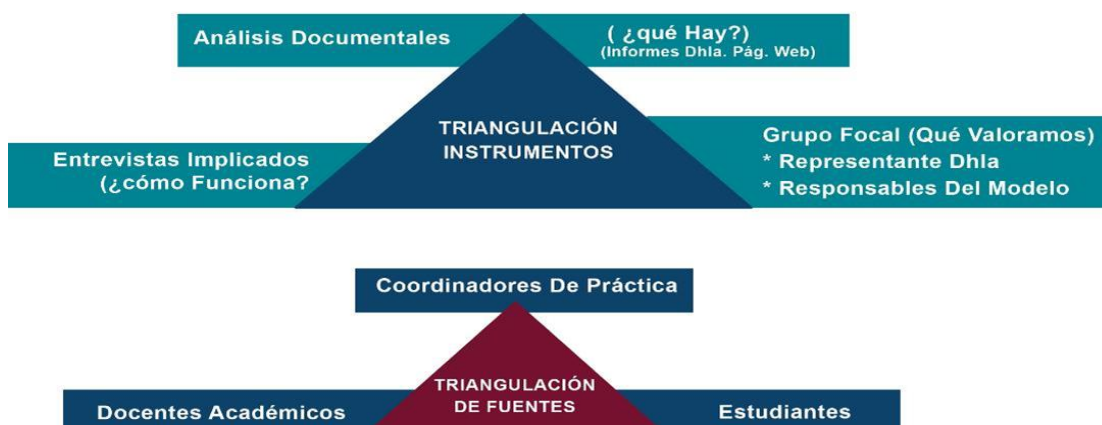 Análisis Documentales
( ¿qué Hay?)
(Informes Dhla. Pág. Web)
TRIANGULACIÓN
INSTRUMENTOS
Entrevistas Implicados
(¿cómo Funciona?
Grupo Focal (Qué Valoramos)
* Representante Dhla
* Responsables Del Modelo
Coordinadores De Práctica
TRIANGULACIÓN
DE FUENTES
Docentes Académicos
Estudiantes